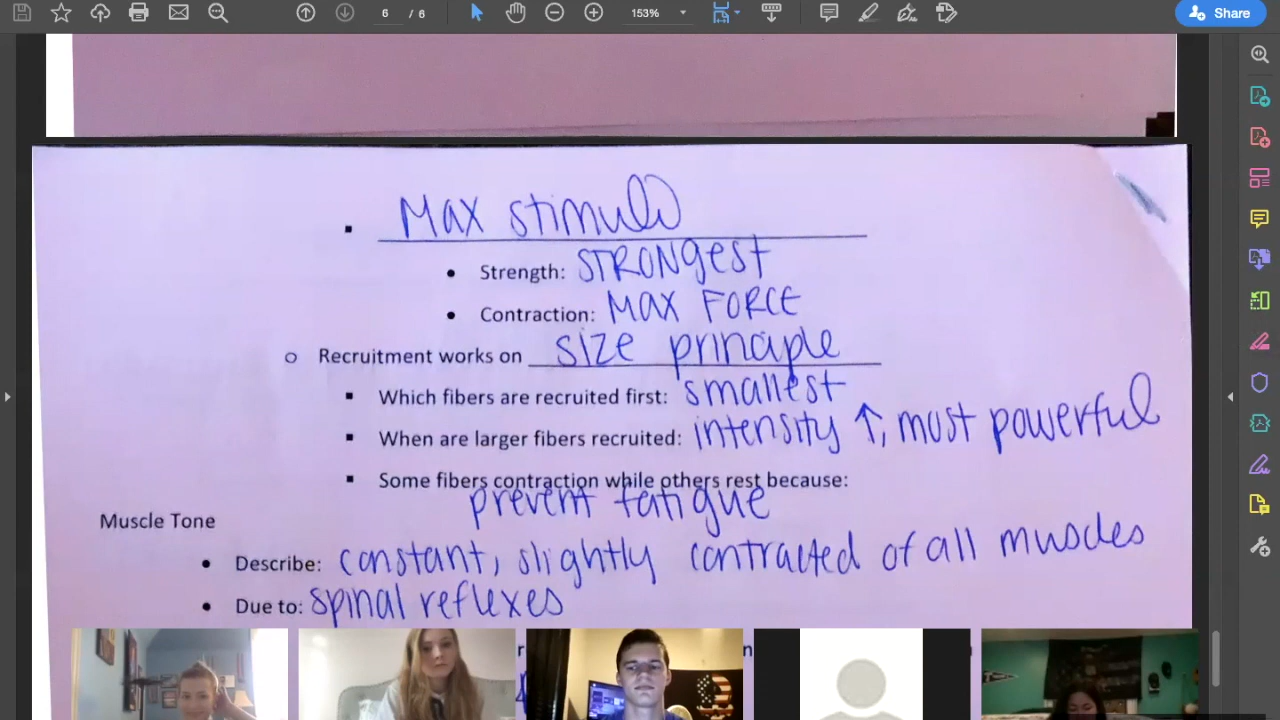 6 / 6 153% Share
Max stimuli
Strength: STRONgest
Contraction: MAX FORCE
Recruitment works on size principle
Which fibers are recruited first: smallest
When are larger fibers recruited: intensity ↑, most powerful
Some fibers contraction while others rest because:
prevent fatigue
Muscle Tone
Describe: constant, slightly contracted of all muscles
Due to: spinal reflexes